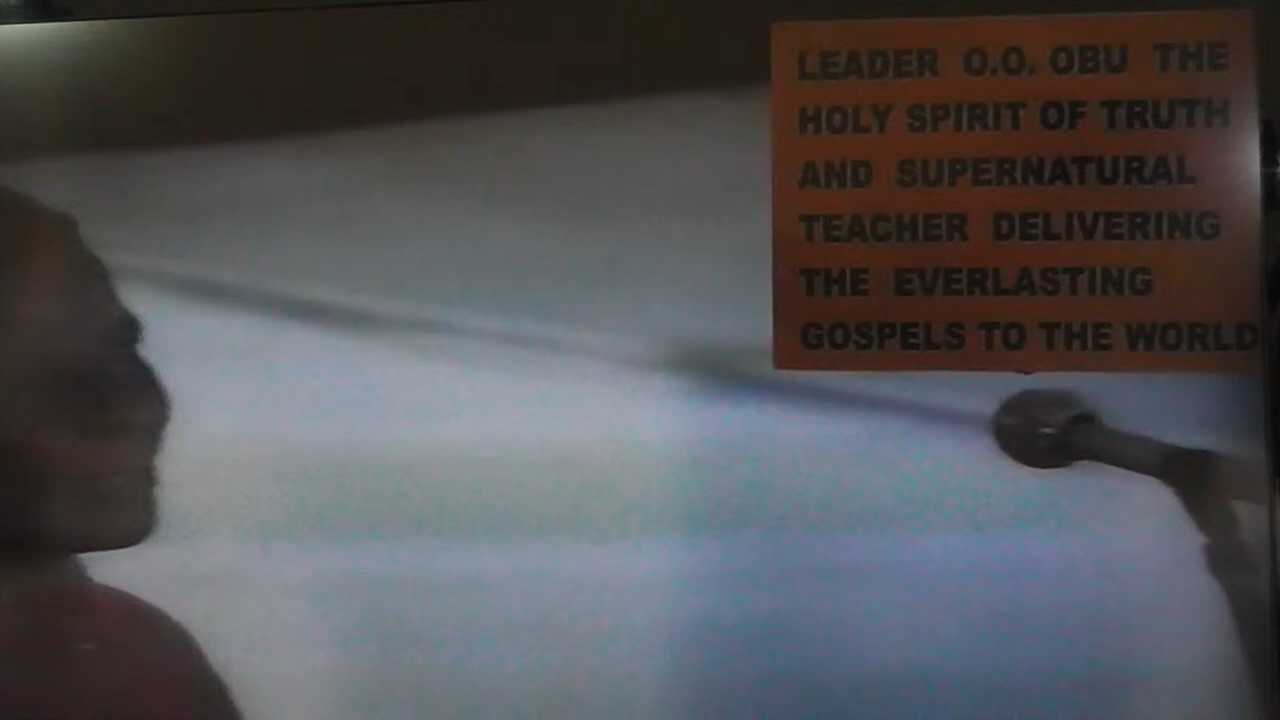 LEADER O.O. OBU THE
HOLY SPIRIT OF TRUTH
AND SUPERNATURAL
TEACHER DELIVERING
THE EVERLASTING
GOSPELS TO THE WORLD